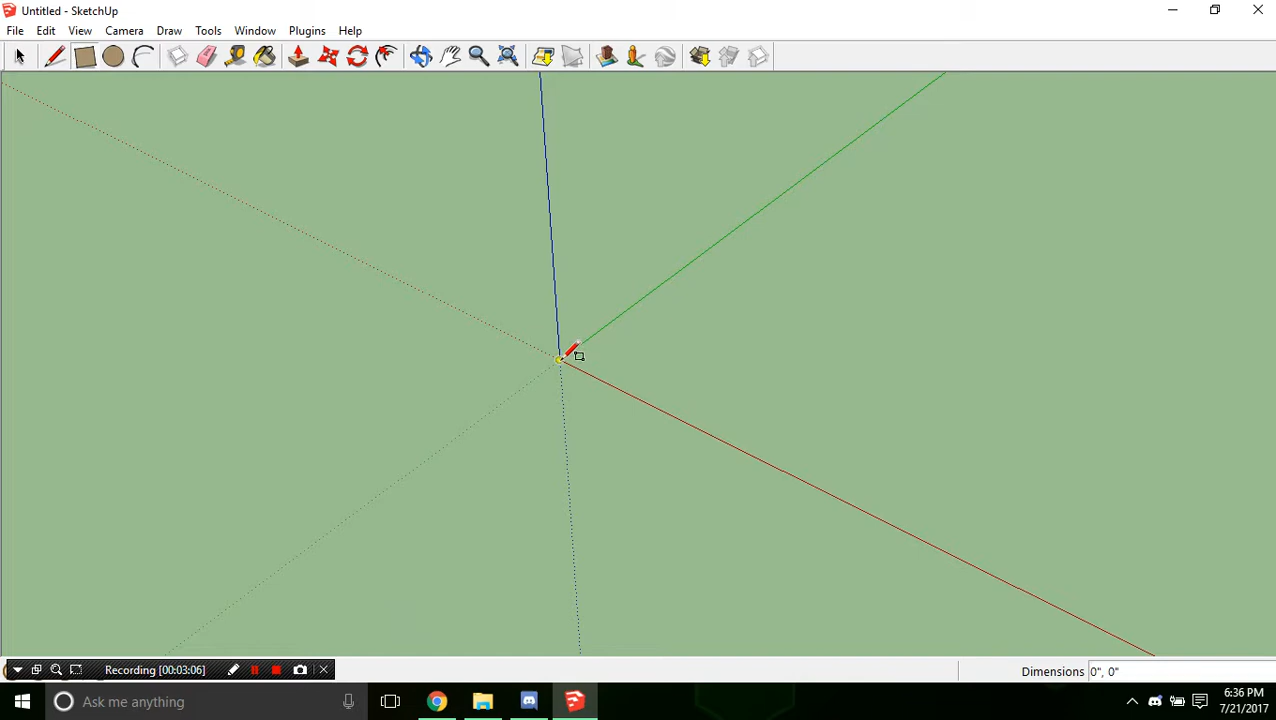 Untitled - SketchUp
File Edit View Camera Draw Tools Window Plugins Help
Recording [00:03:06]
Dimensions 0", 0"
Ask me anything
6:36 PM
7/21/2017